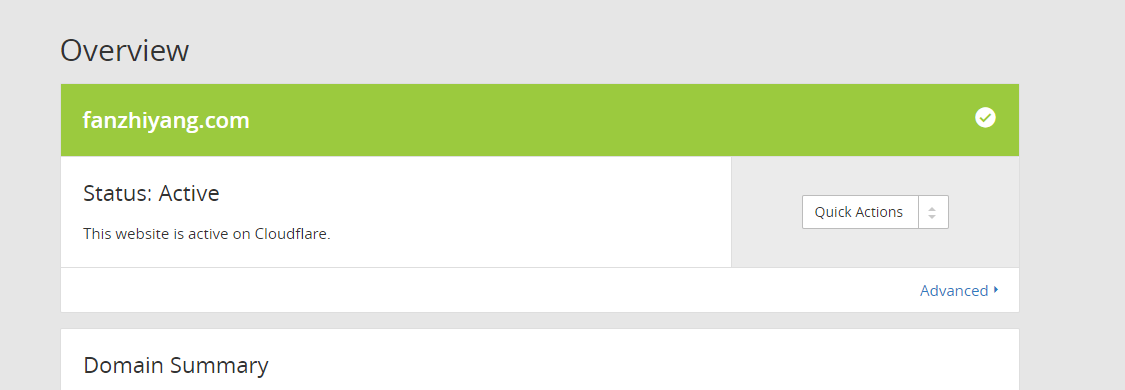 Overview
fanzhiyang.com
Status: Active
This website is active on Cloudflare.
Quick Actions
Advanced
Domain Summary